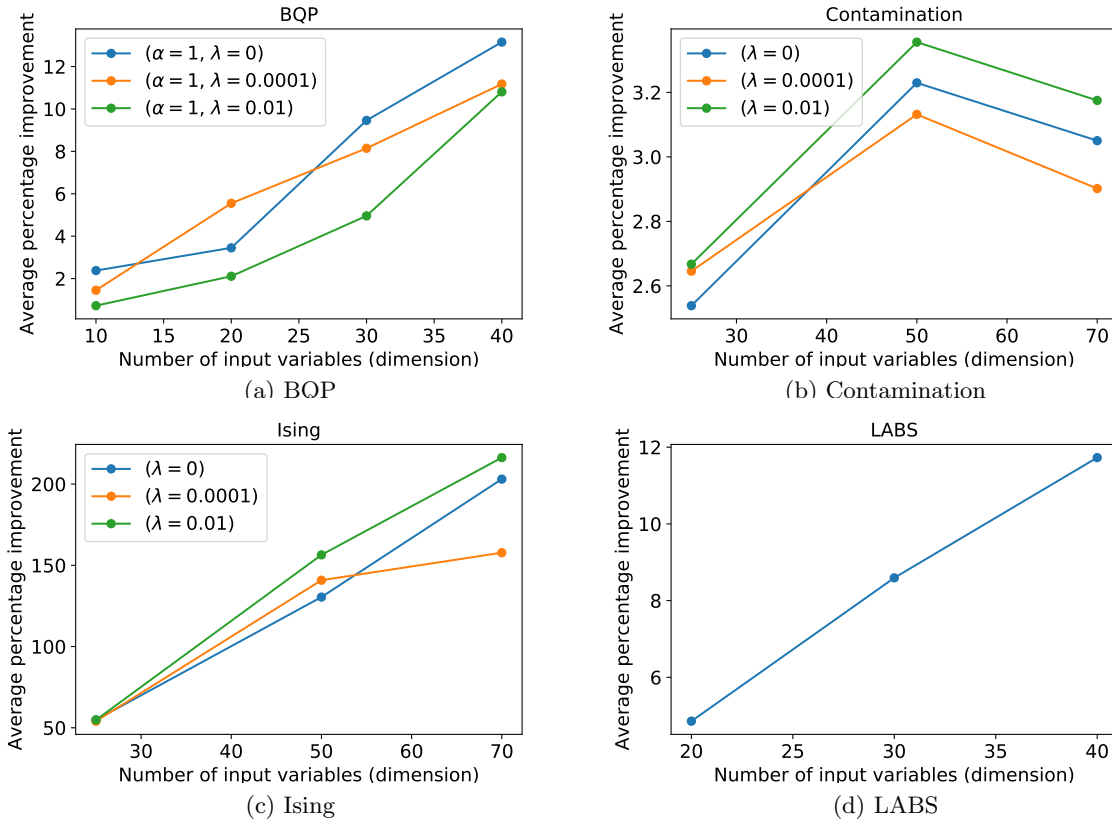 BQP
Average percentage improvement
12
10
8
6
4
2
(α = 1, λ = 0)
(α = 1, λ = 0.0001)
(α = 1, λ = 0.01)
10 15 20 25 30 35 40
Number of input variables (dimension)
(a) BQP
Contamination
Average percentage improvement
3.2
3.0
2.8
2.6
(λ = 0)
(λ = 0.0001)
(λ = 0.01)
30 40 50 60 70
Number of input variables (dimension)
(b) Contamination
Ising
Average percentage improvement
200
150
100
50
(λ = 0)
(λ = 0.0001)
(λ = 0.01)
30 40 50 60 70
Number of input variables (dimension)
(c) Ising
LABS
Average percentage improvement
12
10
8
6
20 25 30 35 40
Number of input variables (dimension)
(d) LABS